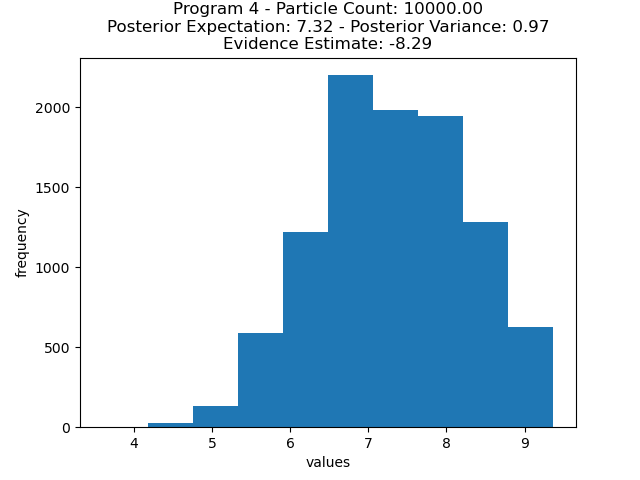 Program 4 - Particle Count: 10000.00
Posterior Expectation: 7.32 - Posterior Variance: 0.97
Evidence Estimate: -8.29
frequency
2000
1500
1000
500
0
4 5 6 7 8 9
values